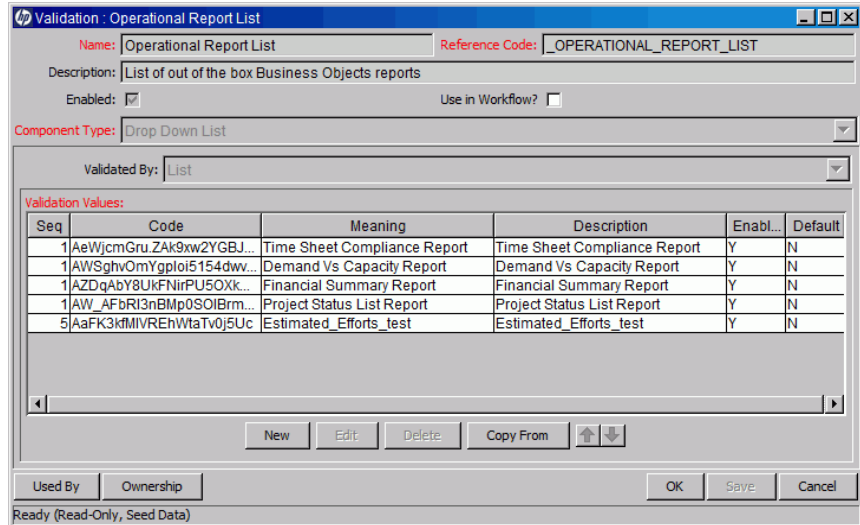 hp Validation : Operational Report List
Name: Operational Report List Reference Code: _OPERATIONAL_REPORT_LIST
Description: List of out of the box Business Objects reports
Enabled: Use in Workflow?
Component Type: Drop Down List
Validated By: List
Validation Values:
Seq Code Meaning Description Enabl... Default
1 AeWjcmGru.ZAk9xw2YGBJ... Time Sheet Compliance Report Time Sheet Compliance Report Y N
1 AWSghvOmYgploi5154dwv... Demand Vs Capacity Report Demand Vs Capacity Report Y N
1 AZDqAbY8UkFNirPU5OXk... Financial Summary Report Financial Summary Report Y N
1 AW_AFbRI3nBMp0SOIBrm... Project Status List Report Project Status List Report Y N
5 AaFK3kfMIVREhWtaTv0j5Uc Estimated_Efforts_test Estimated_Efforts_test Y N
New Edit Delete Copy From
Used By Ownership OK Save Cancel
Ready (Read-Only, Seed Data)